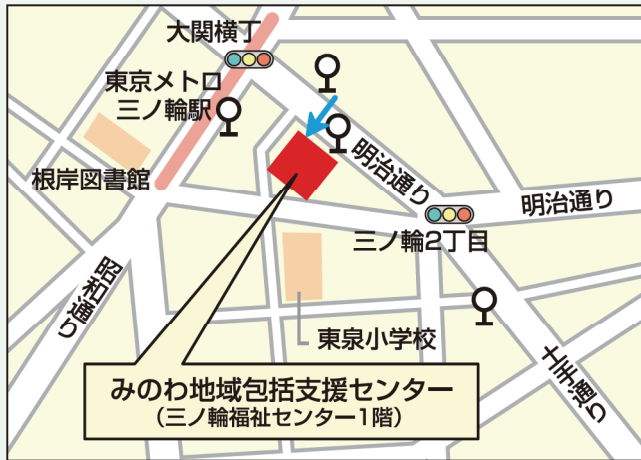 大関横丁
東京メトロ
三ノ輪駅
根岸図書館
明治通り
明治通り
三ノ輪2丁目
昭和通り
東泉小学校
土手通り
みのわ地域包括支援センター
（三ノ輪福祉センター1階）